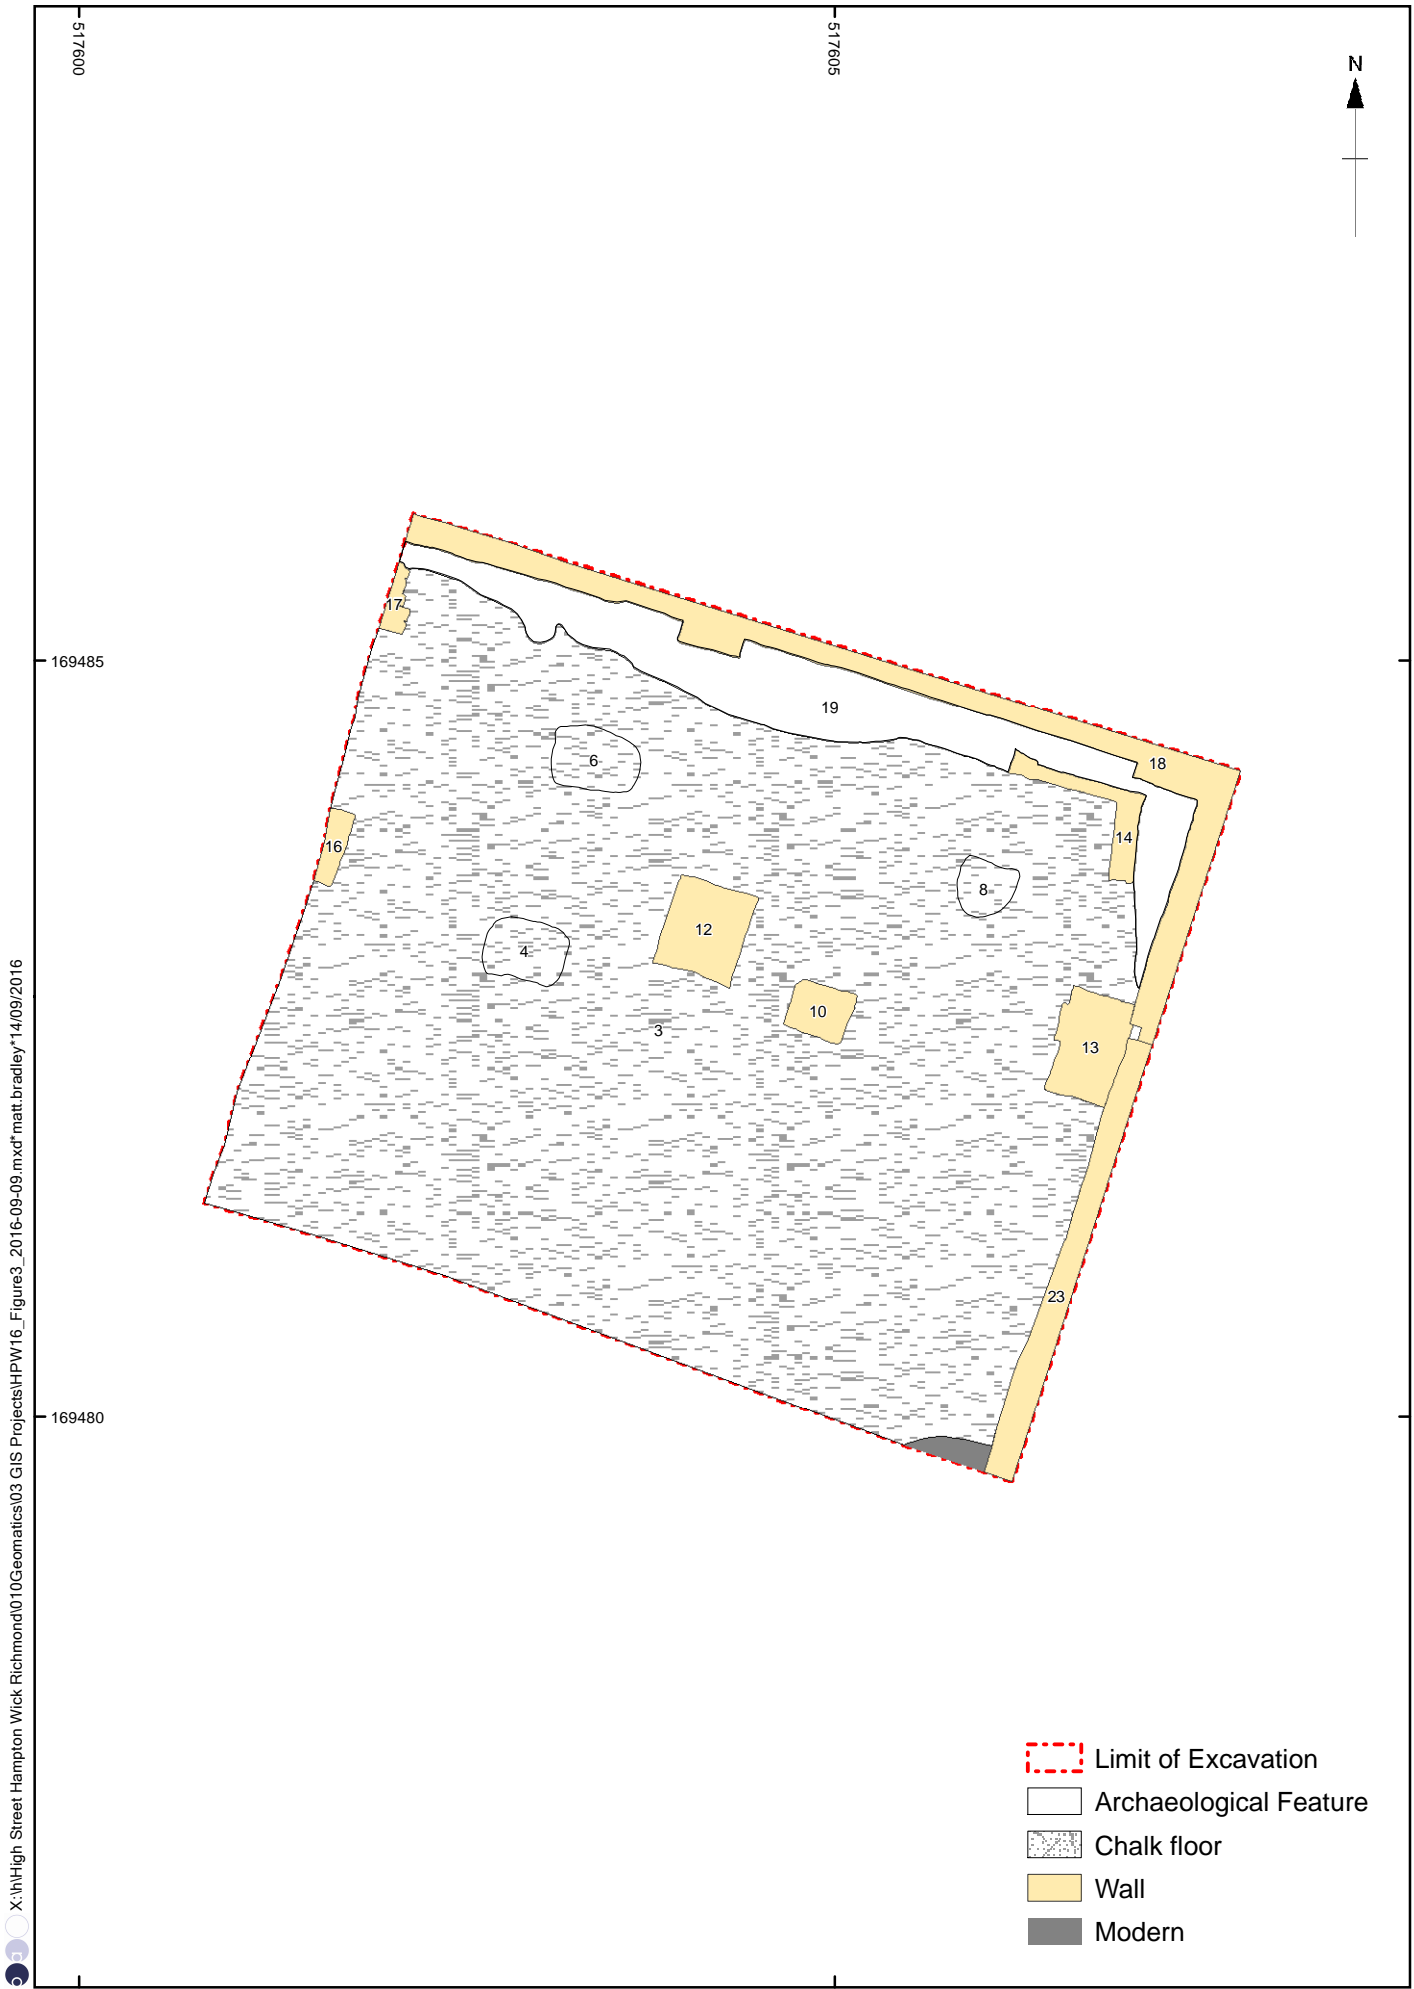 517600
517605
N
169485
169480
17
19
18
6
14
16
8
12
4
10
3
13
23
Limit of Excavation
Archaeological Feature
Chalk floor
Wall
Modern
X:\h\High Street Hampton Wick Richmond\010Geomatics\03 GIS Projects\HPW16_Figure3_2016-09-09.mxd*matt.bradley*14/09/2016